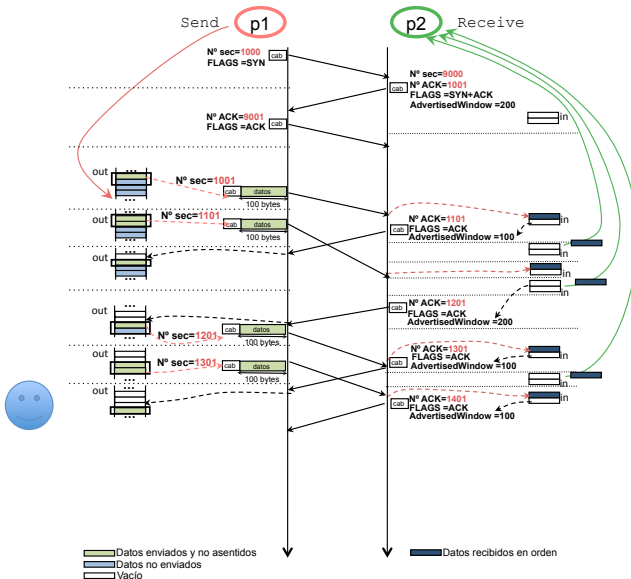 Send p1 p2 Receive
Nº sec=1000
FLAGS =SYN
cab
Nº sec=9000
Nº ACK=1001
FLAGS =SYN+ACK
AdvertisedWindow =200
cab
in
Nº ACK=9001
FLAGS =ACK
cab
out
...
...
Nº sec=1001
cab datos
100 bytes
out
...
Nº sec=1101
cab datos
100 bytes
Nº ACK=1101
FLAGS =ACK
AdvertisedWindow=100
cab
in
out
...
...
in
in
in
Nº ACK=1201
FLAGS =ACK
AdvertisedWindow =200
cab
out
...
...
Nº sec=1201
cab datos
100 bytes
Nº ACK=1301
FLAGS =ACK
AdvertisedWindow =100
cab
in
out
Nº sec=1301
cab datos
100 bytes
in
out
...
...
Nº ACK=1401
FLAGS =ACK
AdvertisedWindow =100
cab
in
Datos enviados y no asentidos
Datos no enviados
Vacío
Datos recibidos en orden